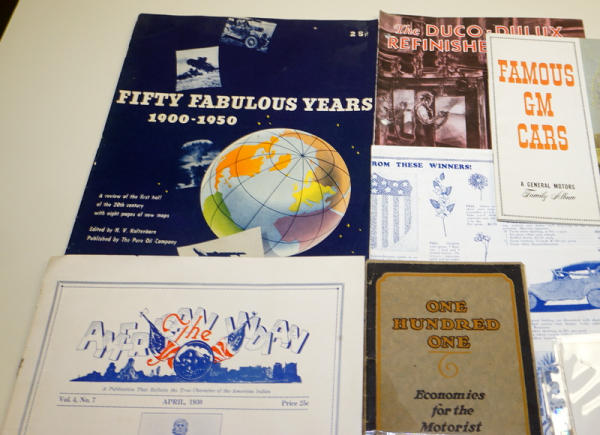 25¢
FIFTY FABULOUS YEARS
1900-1950
a review of the first half
of the 20th century
with eight pages of new maps
Edited by H. V. Kaltenborn
Published by The Pure Oil Company
The DUCO-DULUX
REFINISHE
FAMOUS
GM
CARS
A GENERAL MOTORS
Family Album
FROM THESE WINNERS!
The
AMERICAN INDIAN
A Publication That Reflects the True Character of the American Indian
Vol. 4, No. 7 APRIL, 1930 Price 25c
ONE
HUNDRED
ONE
Economies
for the
Motorist